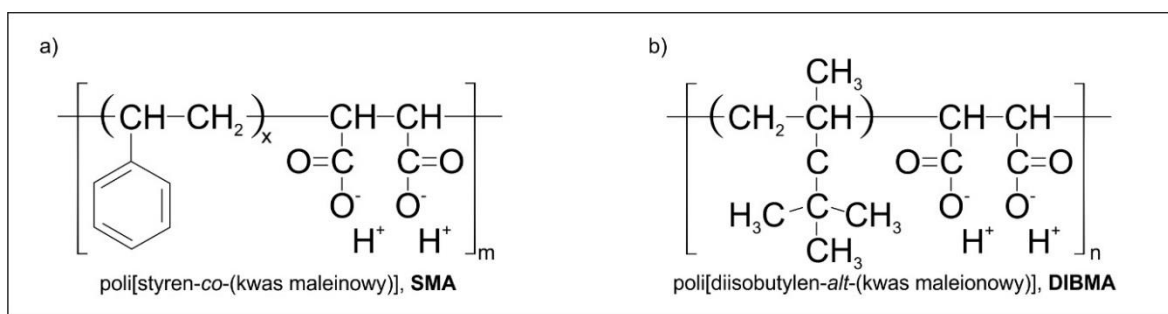 a)
(CH-CH₂)x CH-CH
O=C C=O
O⁻ O⁻
H⁺ H⁺
m
poli[styren-co-(kwas maleinowy)], SMA
b)
CH₃
(CH₂-CH) CH-CH
C O=C C=O
H₃C-C-CH₃ O⁻ O⁻
CH₃ H⁺ H⁺
n
poli[diisobutylen-alt-(kwas maleionowy)], DIBMA